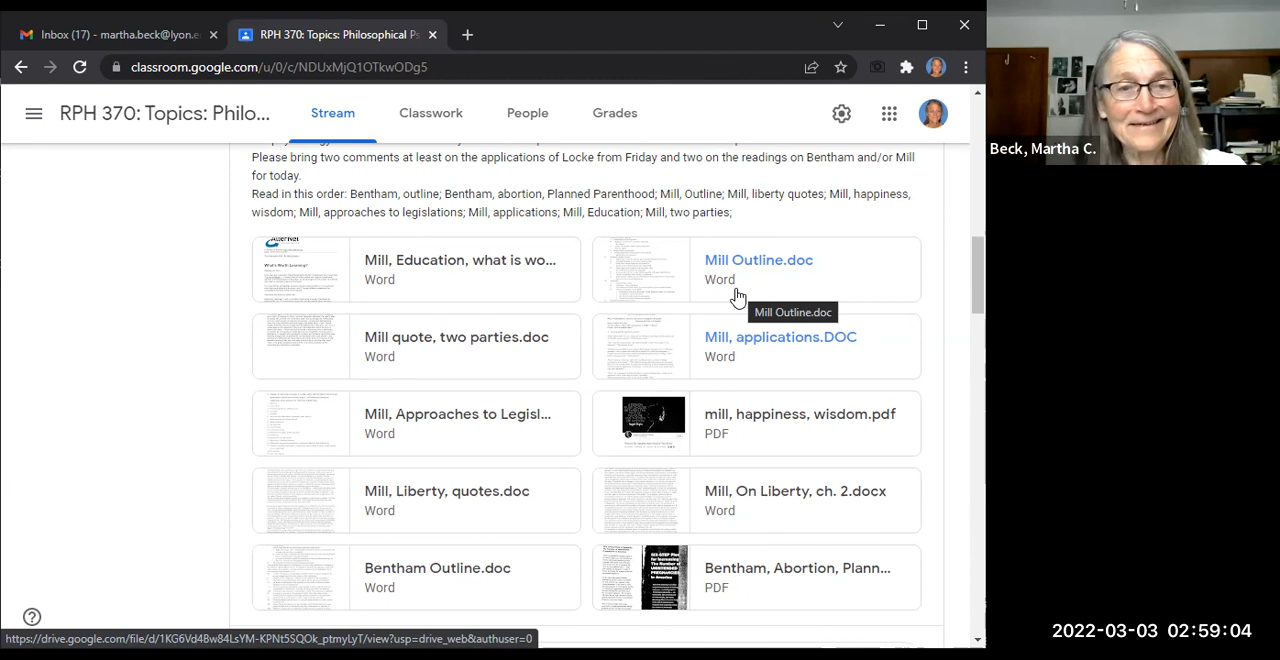 Inbox (17) - martha.beck@lyon.e
RPH 370: Topics: Philosophical Ps
classroom.google.com/u/0/c/NDUxMjQ1OTkwODg5
RPH 370: Topics: Philo...
Stream
Classwork
People
Grades
Please bring two comments at least on the applications of Locke from Friday and two on the readings on Bentham and/or Mill
for today.
Read in this order: Bentham, outline; Bentham, abortion, Planned Parenthood; Mill, Outline; Mill, liberty quotes; Mill, happiness,
wisdom; Mill, approaches to legislations; Mill, applications; Mill, Education; Mill, two parties;
Mill, Education, what is wo...
Word
Mill Outline.doc
Word
Mill Outline.doc
quote, two parties.doc
Word
Mill, applications.DOC
Word
Mill, Approaches to Legisl...
Word
wisdom.pdf
Mill, Liberty, quotes.doc
Word
Mill, On Liberty, ch. 2.docx
Word
Bentham Outline.doc
Word
Bentham, Abortion, Plann...
PDF
https://drive.google.com/file/d/1KG6Vd4Bw84LsYM-KPNt5SQOk_ptmyLyT/view?usp=drive_web&authuser=0
Beck, Martha C.
2022-03-03 02:59:04